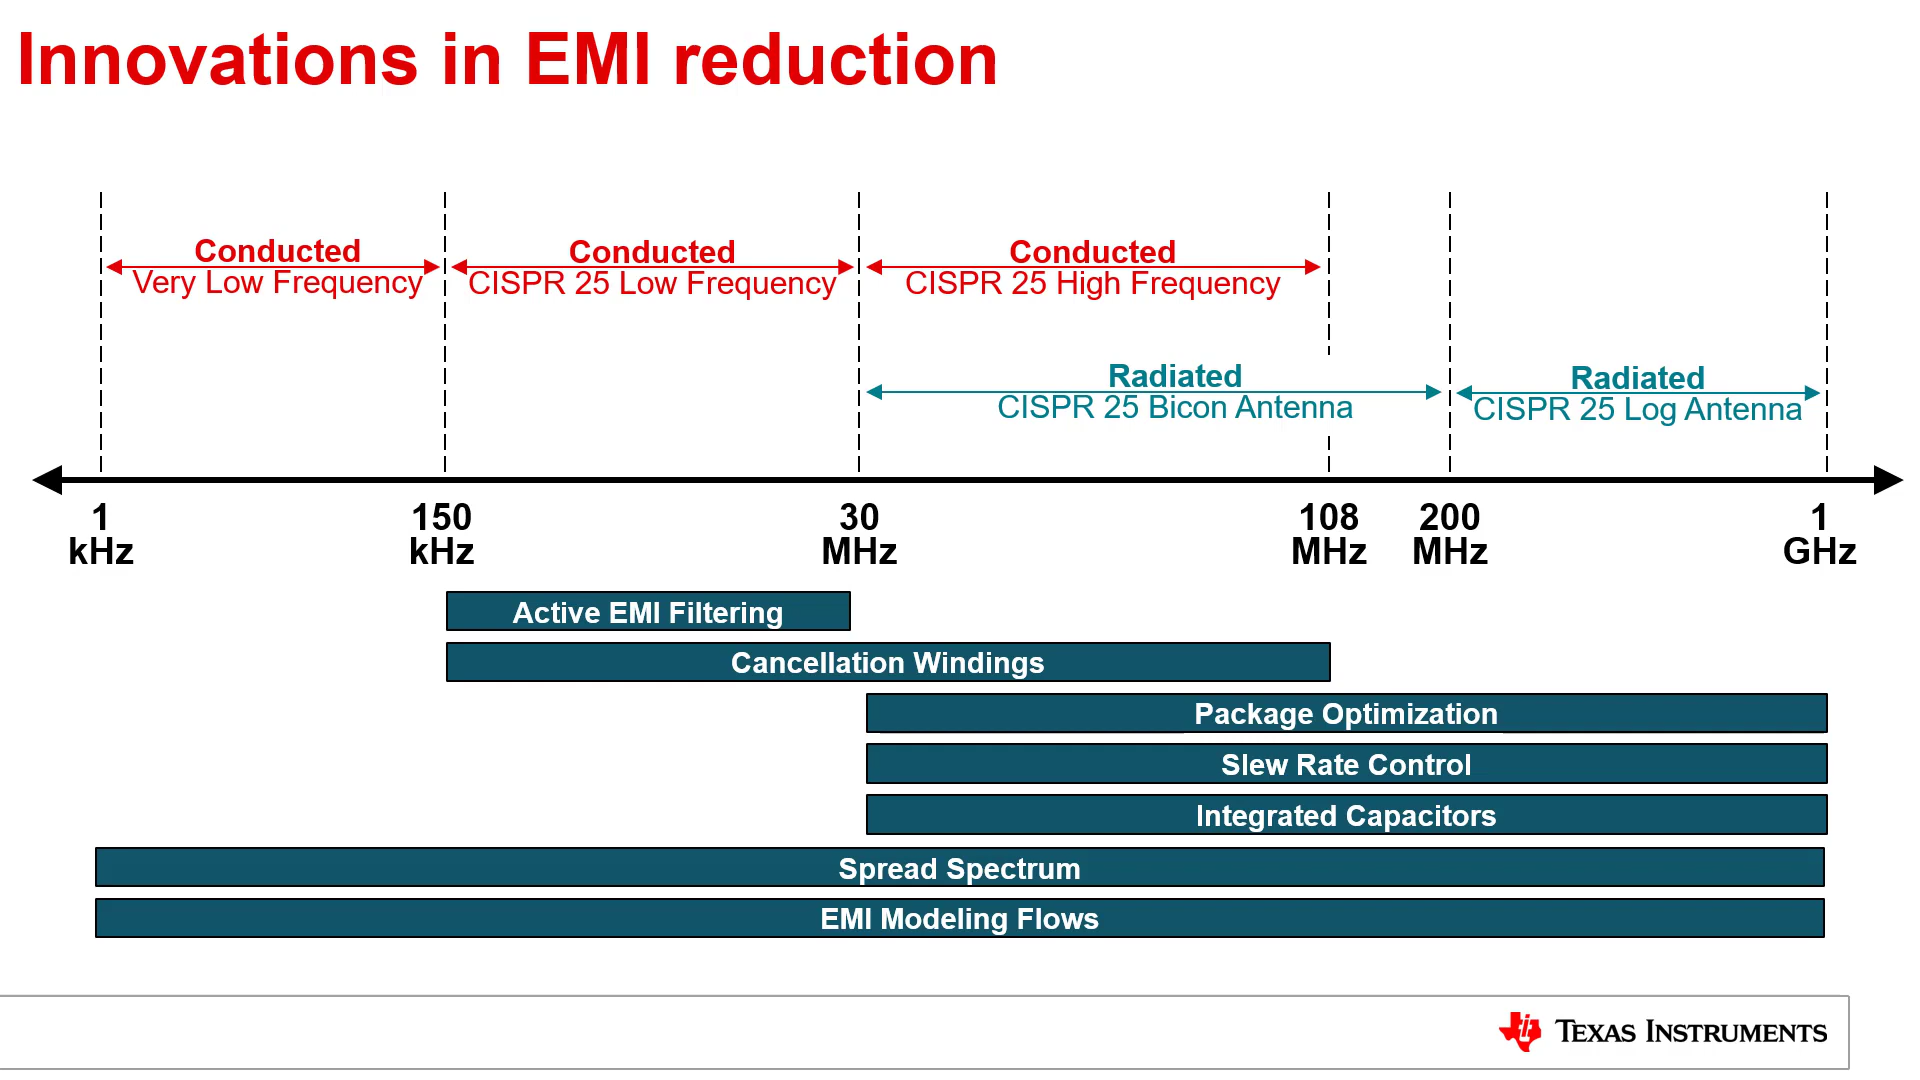 Innovations in EMI reduction
Conducted
Very Low Frequency
Conducted
CISPR 25 Low Frequency
Conducted
CISPR 25 High Frequency
Radiated
CISPR 25 Bicon Antenna
Radiated
CISPR 25 Log Antenna
1
kHz
150
kHz
30
MHz
108
MHz
200
MHz
1
GHz
Active EMI Filtering
Cancellation Windings
Package Optimization
Slew Rate Control
Integrated Capacitors
Spread Spectrum
EMI Modeling Flows
TEXAS INSTRUMENTS